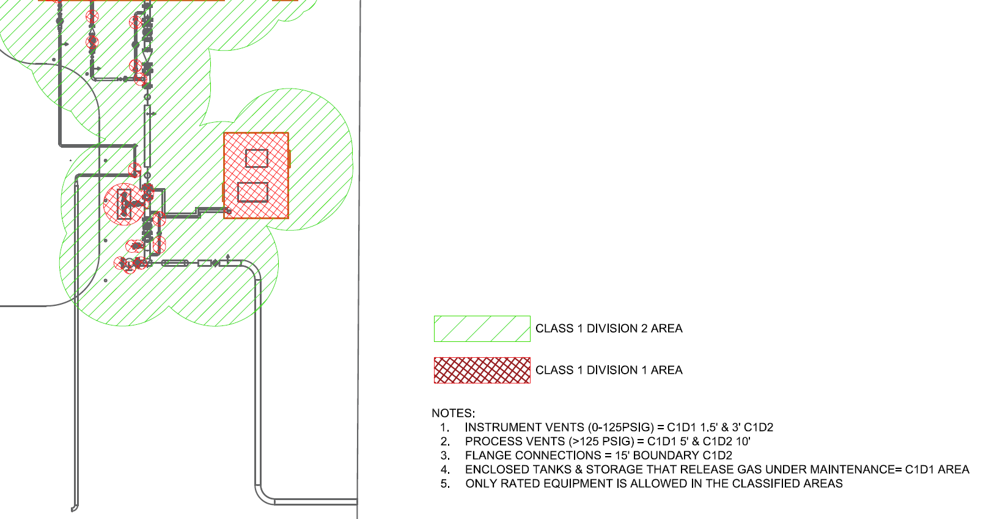 CLASS 1 DIVISION 2 AREA
CLASS 1 DIVISION 1 AREA
NOTES:
1. INSTRUMENT VENTS (0-125PSIG) = C1D1 1.5' & 3' C1D2
2. PROCESS VENTS (>125 PSIG) = C1D1 5' & C1D2 10'
3. FLANGE CONNECTIONS = 15' BOUNDARY C1D2
4. ENCLOSED TANKS & STORAGE THAT RELEASE GAS UNDER MAINTENANCE= C1D1 AREA
5. ONLY RATED EQUIPMENT IS ALLOWED IN THE CLASSIFIED AREAS